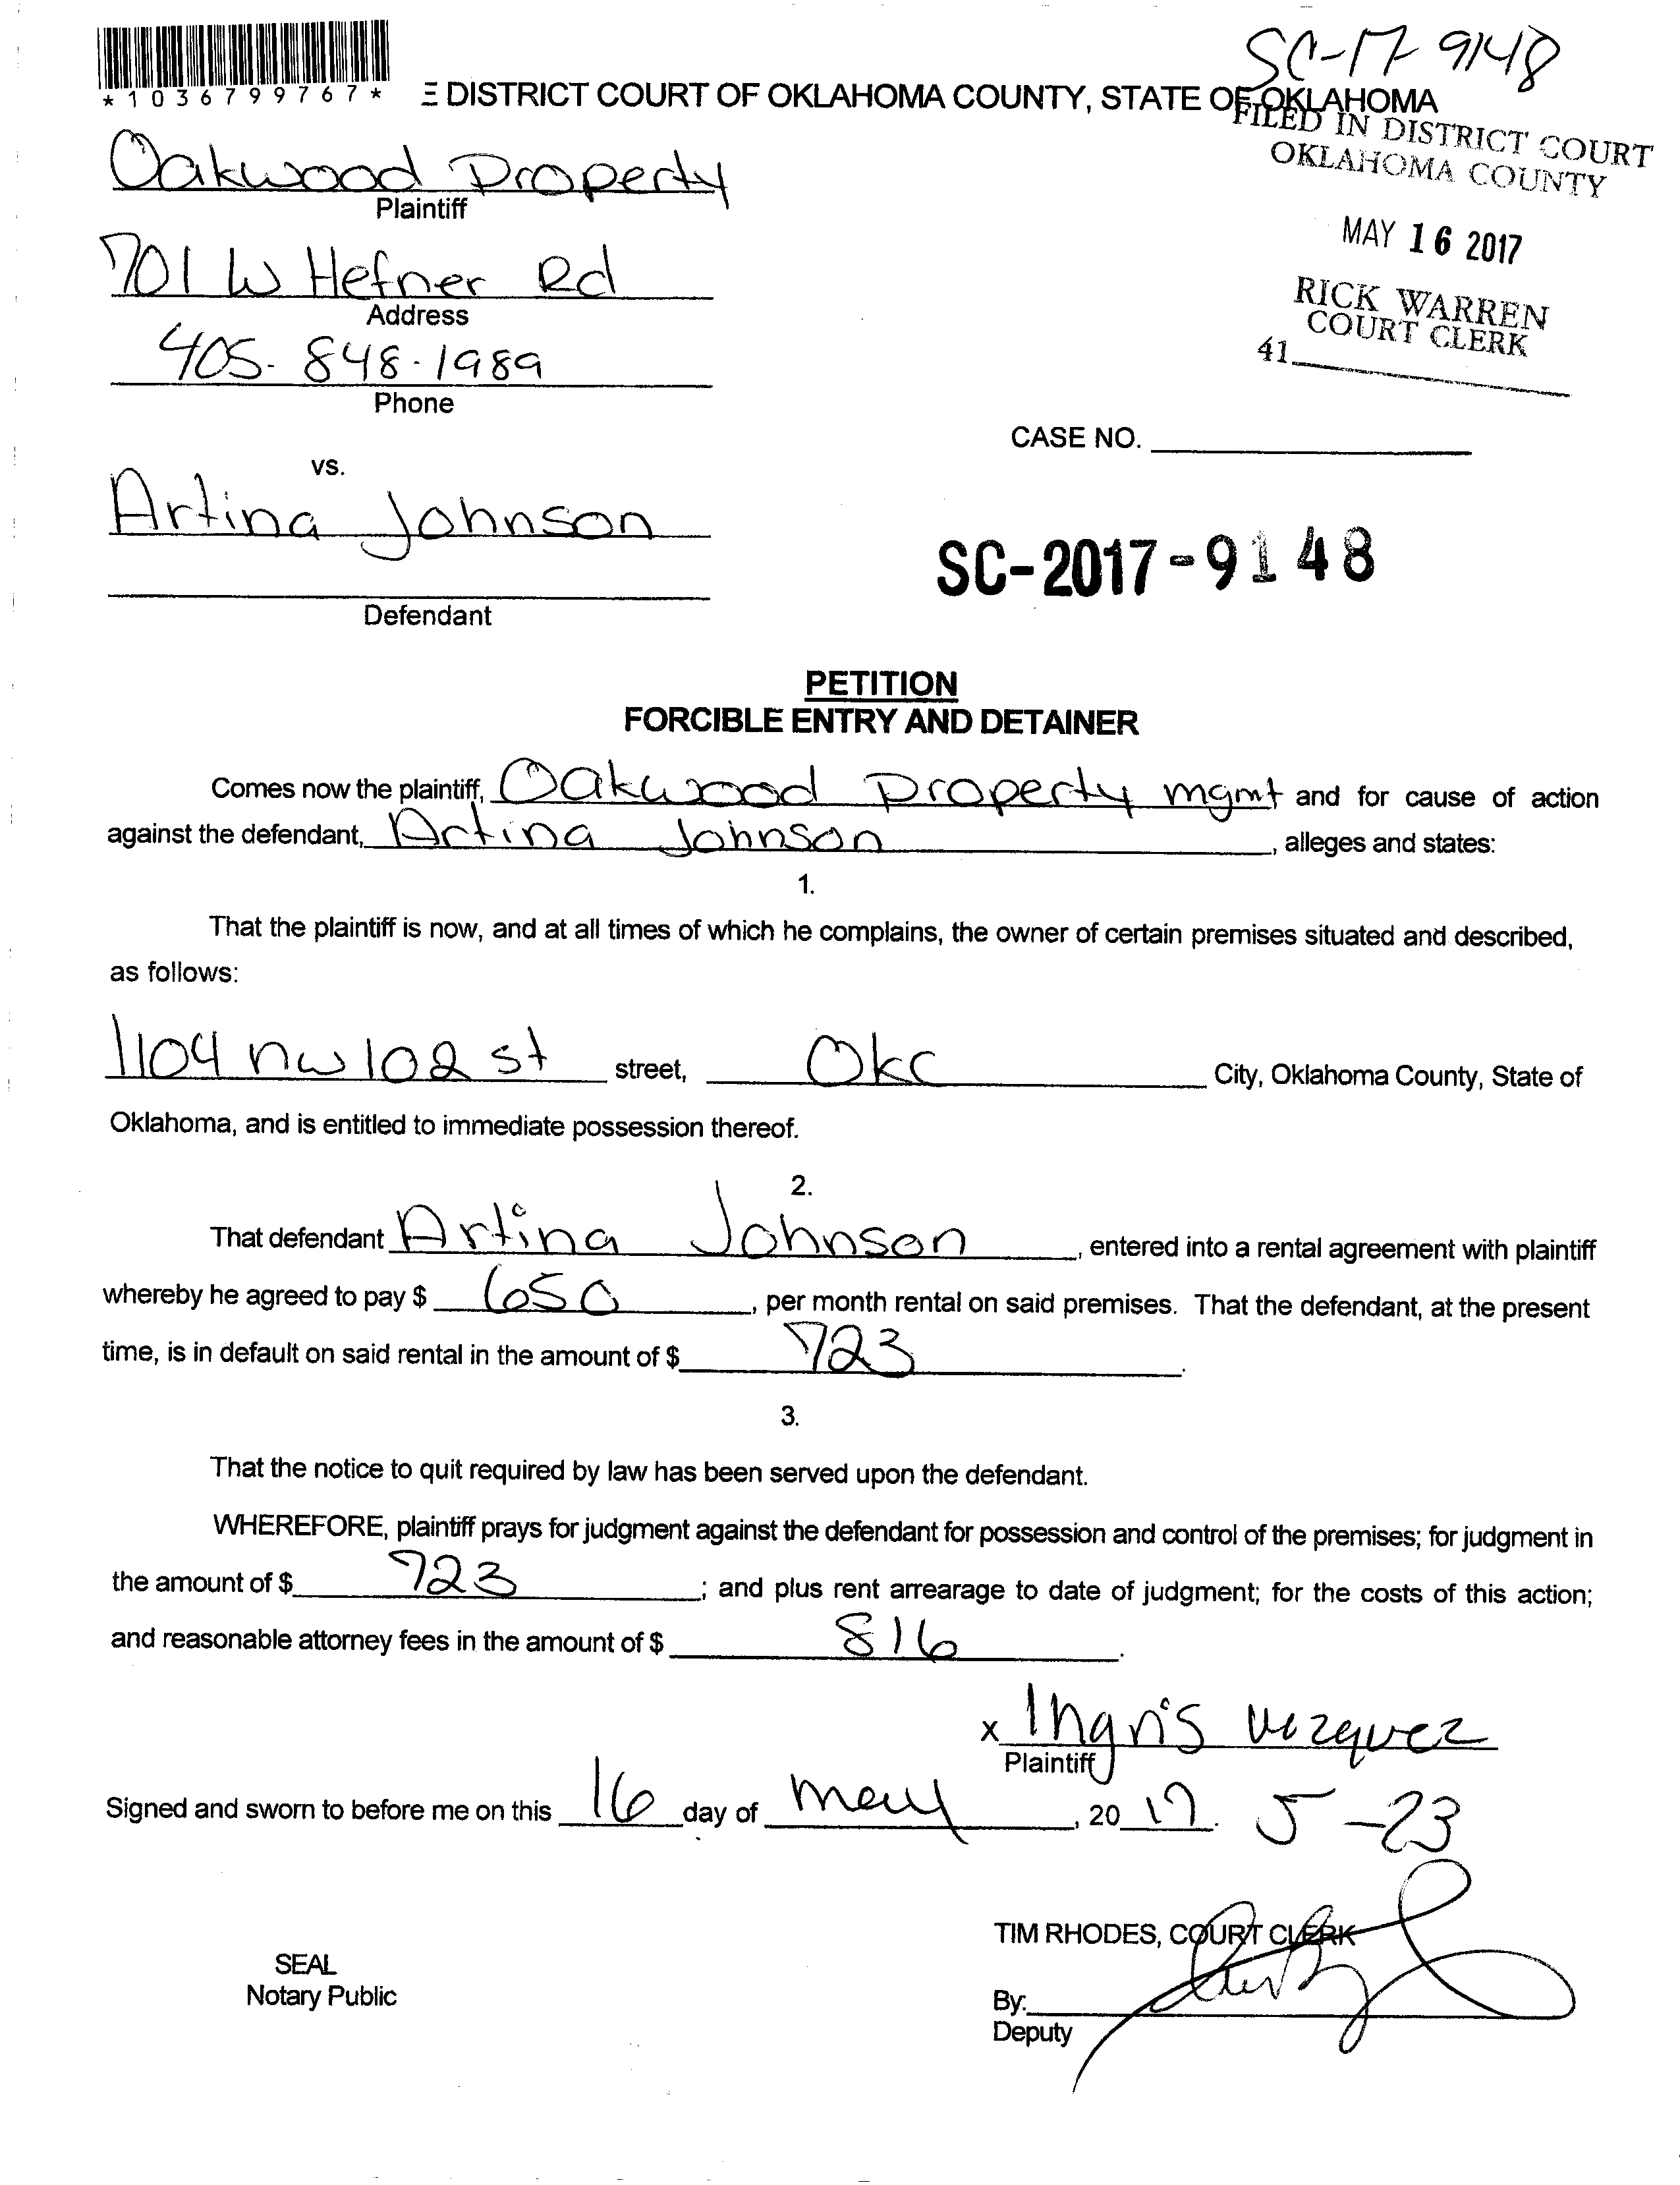 SC-17-9148
*1036799767*
E DISTRICT COURT OF OKLAHOMA COUNTY, STATE OF OKLAHOMA
FILED IN DISTRICT COURT
OKLAHOMA COUNTY
Oakwood Property
Plaintiff
MAY 16 2017
701 W Hefner Rd
Address
RICK WARREN
COURT CLERK
41
405-848-1989
Phone
CASE NO.
vs.
Artina Johnson
SC-2017-9148
Defendant
PETITION
FORCIBLE ENTRY AND DETAINER
Comes now the plaintiff, Oakwood Property mgmt and for cause of action
against the defendant, Artina Johnson, alleges and states:
1.
That the plaintiff is now, and at all times of which he complains, the owner of certain premises situated and described,
as follows:
1104 nw 102 st street, Okc City, Oklahoma County, State of
Oklahoma, and is entitled to immediate possession thereof.
2.
That defendant Artina Johnson, entered into a rental agreement with plaintiff
whereby he agreed to pay $ 650, per month rental on said premises. That the defendant, at the present
time, is in default on said rental in the amount of $ 723.
3.
That the notice to quit required by law has been served upon the defendant.
WHEREFORE, plaintiff prays for judgment against the defendant for possession and control of the premises; for judgment in
the amount of $ 723; and plus rent arrearage to date of judgment; for the costs of this action;
and reasonable attorney fees in the amount of $ 816.
x Ingris
Plaintiff
Signed and sworn to before me on this 16 day of may, 20 17. 5-23
TIM RHODES, COURT CLERK
SEAL
Notary Public
By:
Deputy